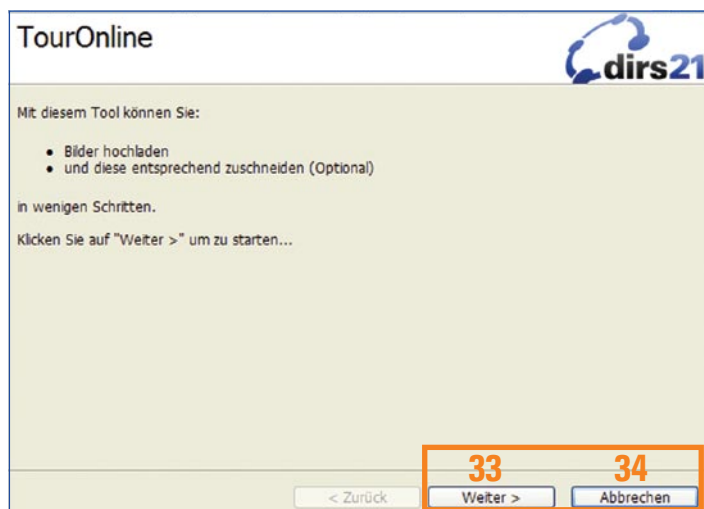 TourOnline
dirs21
Mit diesem Tool können Sie:
• Bilder hochladen
• und diese entsprechend zuschneiden (Optional)
in wenigen Schritten.
Klicken Sie auf "Weiter >" um zu starten...
33 34
< Zurück Weiter > Abbrechen